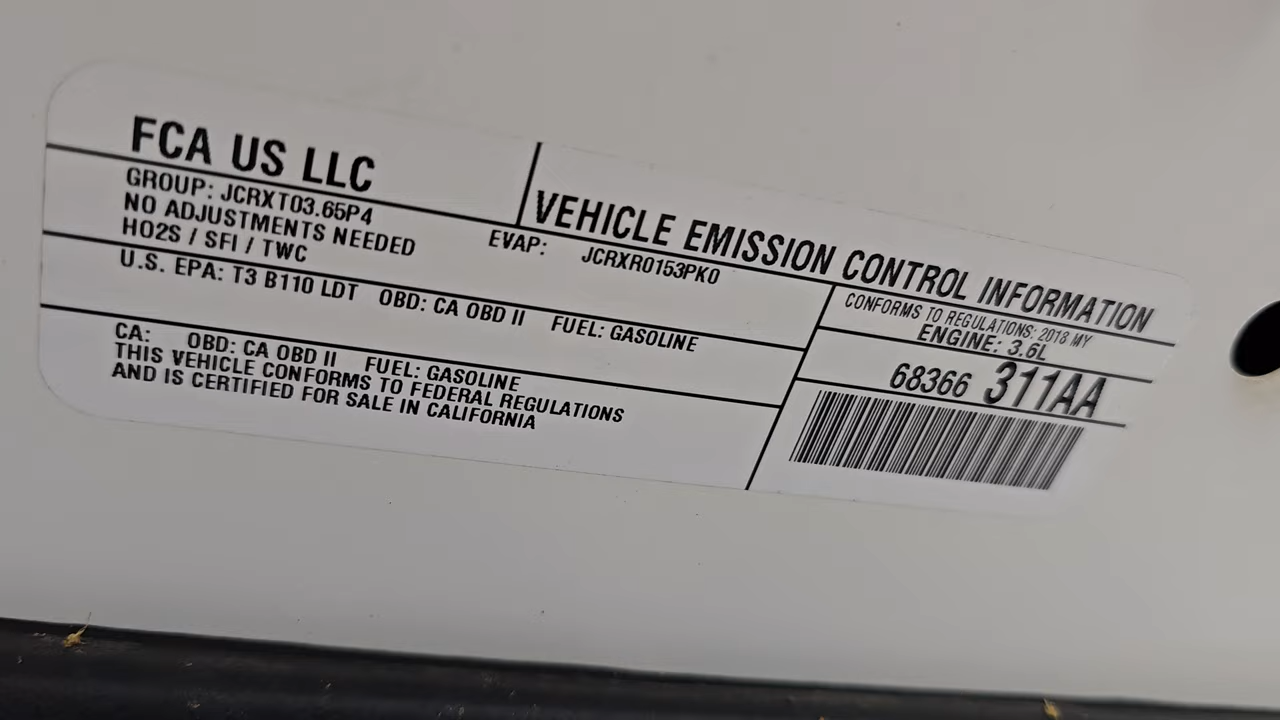 FCA US LLC
VEHICLE EMISSION CONTROL INFORMATION
GROUP: JCRXT03.65P4 EVAP: JCRXR0153PK0
NO ADJUSTMENTS NEEDED
HO2S / SFI / TWC
CONFORMS TO REGULATIONS: 2018 MY
U.S. EPA: T3 B110 LDT OBD: CA OBD II FUEL: GASOLINE
ENGINE: 3.6L
CA: OBD: CA OBD II FUEL: GASOLINE
THIS VEHICLE CONFORMS TO FEDERAL REGULATIONS
AND IS CERTIFIED FOR SALE IN CALIFORNIA
68366 311AA